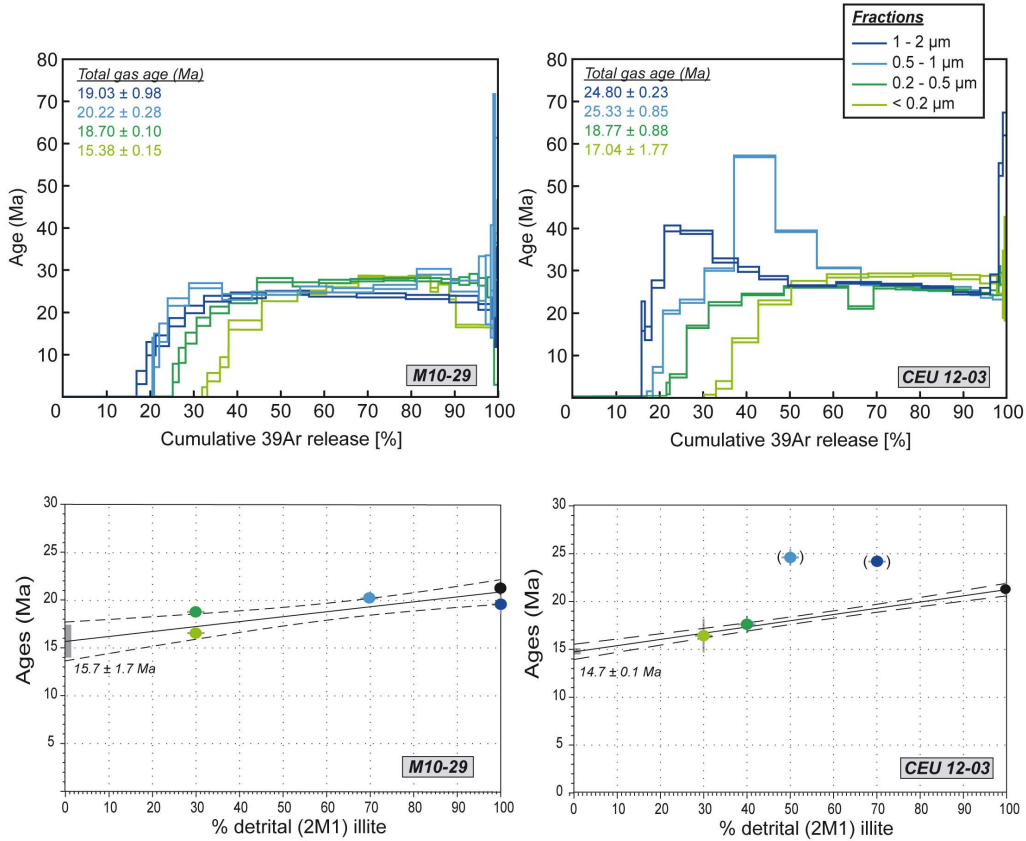 Fractions
1 - 2 µm
0.5 - 1 µm
0.2 - 0.5 µm
< 0.2 µm
80
70
60
50
40
30
20
10
Age (Ma)
Total gas age (Ma)
19.03 ± 0.98
20.22 ± 0.28
18.70 ± 0.10
15.38 ± 0.15
M10-29
0 10 20 30 40 50 60 70 80 90 100
Cumulative 39Ar release [%]
80
70
60
50
40
30
20
10
Age (Ma)
Total gas age (Ma)
24.80 ± 0.23
25.33 ± 0.85
18.77 ± 0.88
17.04 ± 1.77
CEU 12-03
0 10 20 30 40 50 60 70 80 90 100
Cumulative 39Ar release [%]
30
25
20
15
10
5
Ages (Ma)
15.7 ± 1.7 Ma
M10-29
0 10 20 30 40 50 60 70 80 90 100
% detrital (2M1) illite
30
25
20
15
10
5
0
Ages (Ma)
( )
( )
14.7 ± 0.1 Ma
CEU 12-03
0 10 20 30 40 50 60 70 80 90 100
% detrital (2M1) illite